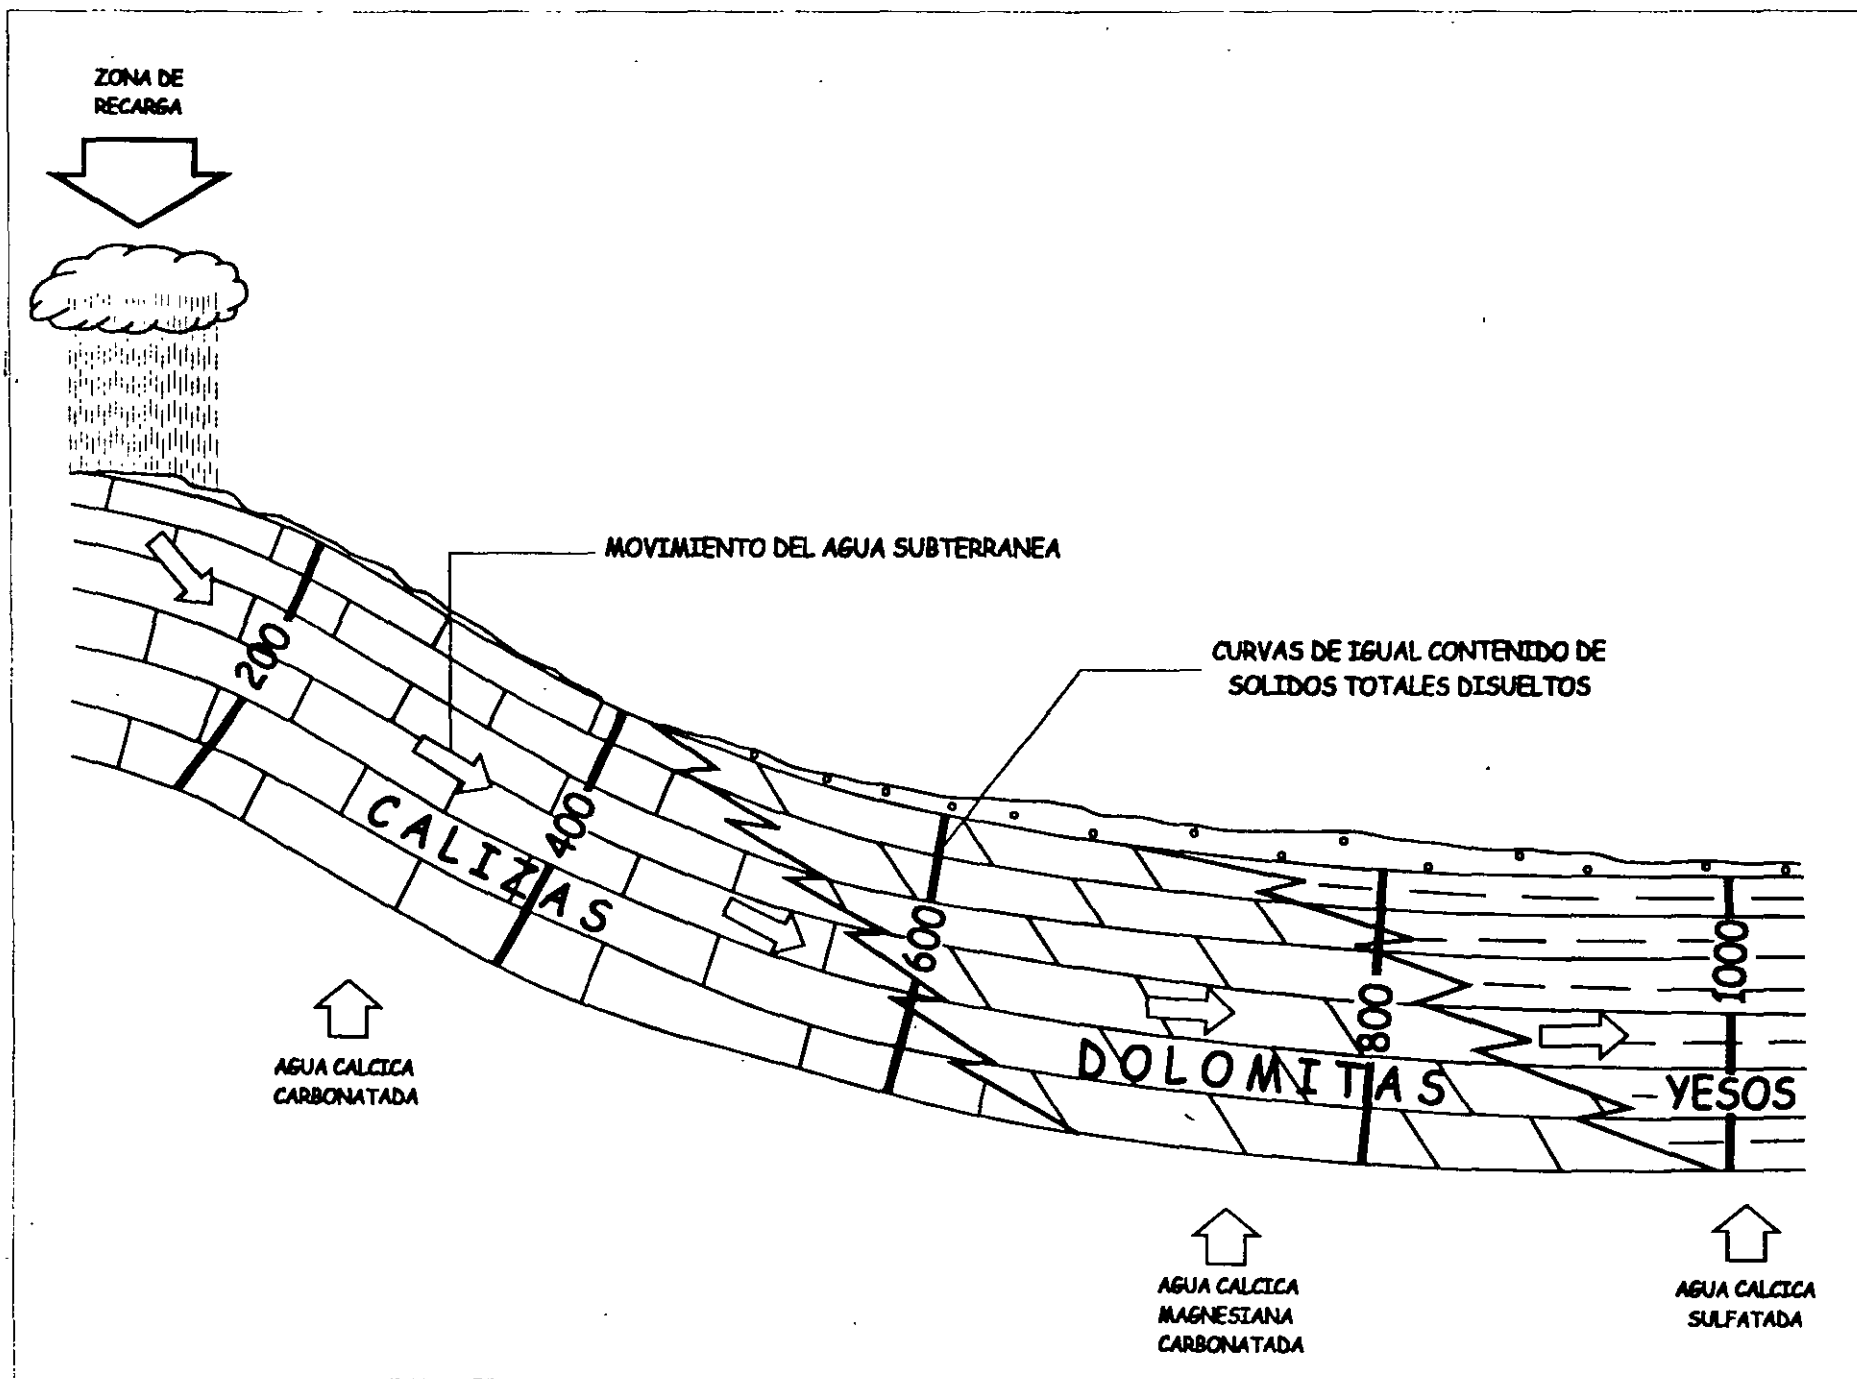 ZONA DE
RECARGA
MOVIMIENTO DEL AGUA SUBTERRANEA
CURVAS DE IGUAL CONTENIDO DE
SOLIDOS TOTALES DISUELTOS
200
400
600
800
1000
CALIZAS
DOLOMITAS
YESOS
AGUA CALCICA
CARBONATADA
AGUA CALCICA
MAGNESIANA
CARBONATADA
AGUA CALCICA
SULFATADA